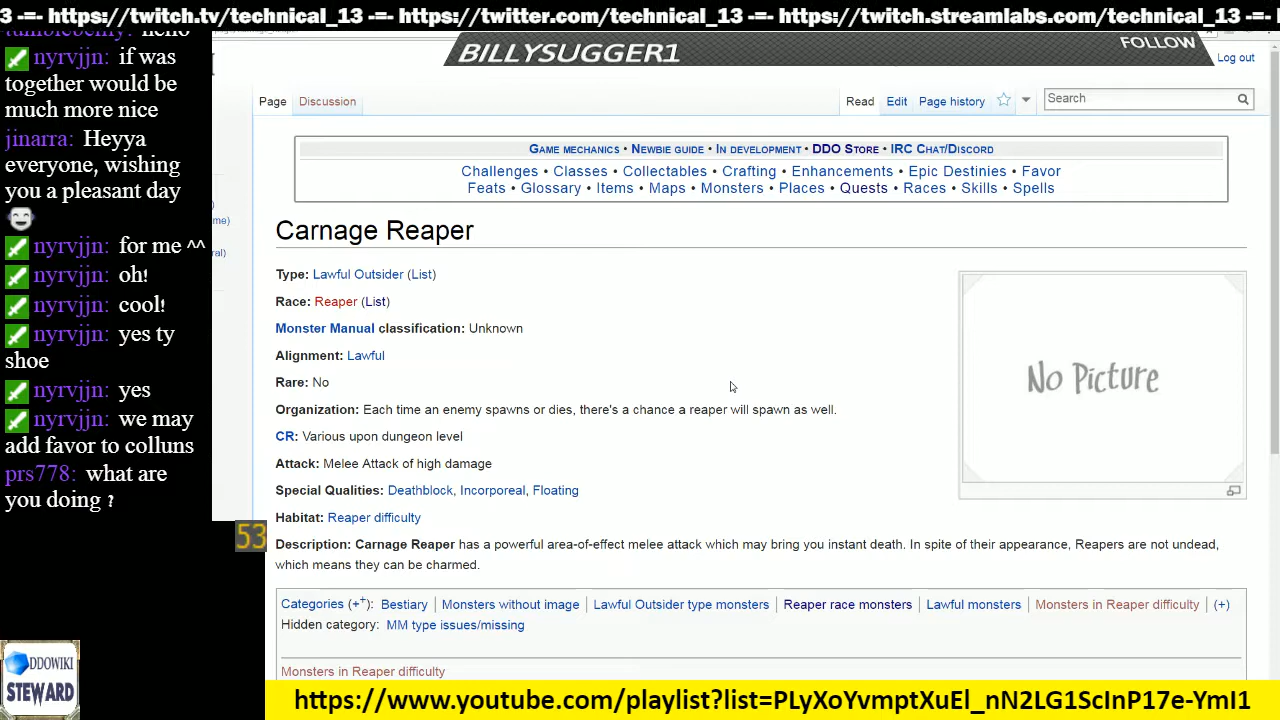 3 -=- https://twitch.tv/technical_13 -=- https://twitter.com/technical_13 -=- https://twitch.streamlabs.com/technical_13 -=-
BILLYSUGGER1
FOLLOW
Log out
nyrvjjn: if was
together would be
much more nice
jinarra: Heyya
everyone, wishing
you a pleasant day
nyrvjjn: for me ^^
nyrvjjn: oh!
nyrvjjn: cool!
nyrvjjn: yes ty
shoe
nyrvjjn: yes
nyrvjjn: we may
add favor to colluns
prs778: what are
you doing ?
53
DDOWIKI
STEWARD
Page Discussion Read Edit Page history Search
Game mechanics • Newbie guide • In development • DDO Store • IRC Chat/Discord
Challenges • Classes • Collectables • Crafting • Enhancements • Epic Destinies • Favor
Feats • Glossary • Items • Maps • Monsters • Places • Quests • Races • Skills • Spells
Carnage Reaper
Type: Lawful Outsider (List)
Race: Reaper (List)
Monster Manual classification: Unknown
Alignment: Lawful
Rare: No
Organization: Each time an enemy spawns or dies, there's a chance a reaper will spawn as well.
CR: Various upon dungeon level
Attack: Melee Attack of high damage
Special Qualities: Deathblock, Incorporeal, Floating
Habitat: Reaper difficulty
Description: Carnage Reaper has a powerful area-of-effect melee attack which may bring you instant death. In spite of their appearance, Reapers are not undead,
which means they can be charmed.
No Picture
Categories (+⁺): Bestiary | Monsters without image | Lawful Outsider type monsters | Reaper race monsters | Lawful monsters | Monsters in Reaper difficulty | (+)
Hidden category: MM type issues/missing
Monsters in Reaper difficulty
https://www.youtube.com/playlist?list=PLyXoYvmptXuEl_nN2LG1ScInP17e-YmI1